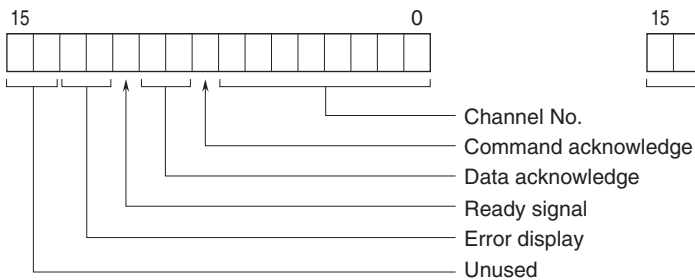 15 0 15
Channel No.
Command acknowledge
Data acknowledge
Ready signal
Error display
Unused